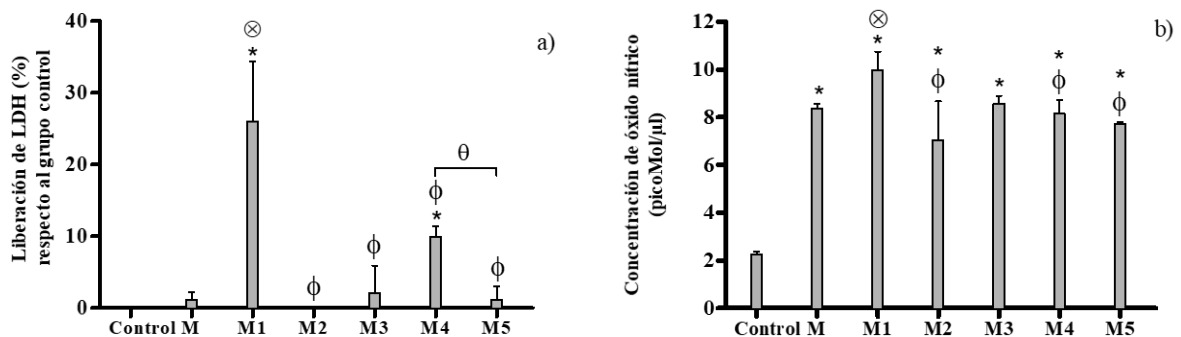 a)
Liberación de LDH (%)
respecto al grupo control
40
30
20
10
0
⊗
*
ϕ
ϕ
θ
ϕ
*
ϕ
Control M M1 M2 M3 M4 M5
b)
Concentración de óxido nítrico
(picoMol/µl)
12
10
8
6
4
2
0
*
⊗
*
*
ϕ
*
*
ϕ
*
ϕ
Control M M1 M2 M3 M4 M5